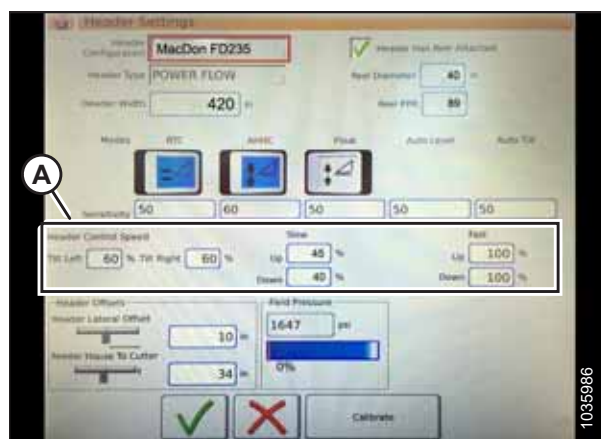 Header Settings
Header Configuration MacDon FD235 Header Has Reel Attached
Header Type POWER FLOW Reel Diameter 40 in
Header Width 420 in Reel PPR 89
Modes RTC AHHC Float Auto Level Auto Tilt
Sensitivity 50 60 50 50 50
A
Header Control Speed Slow Fast
Tilt Left 60 % Tilt Right 60 % Up 45 % Up 100 %
Down 40 % Down 100 %
Header Offsets Field Pressure
Header Lateral Offset 1647 psi
10 in
Feeder House To Cutter 0%
34 in
Calibrate
1035986